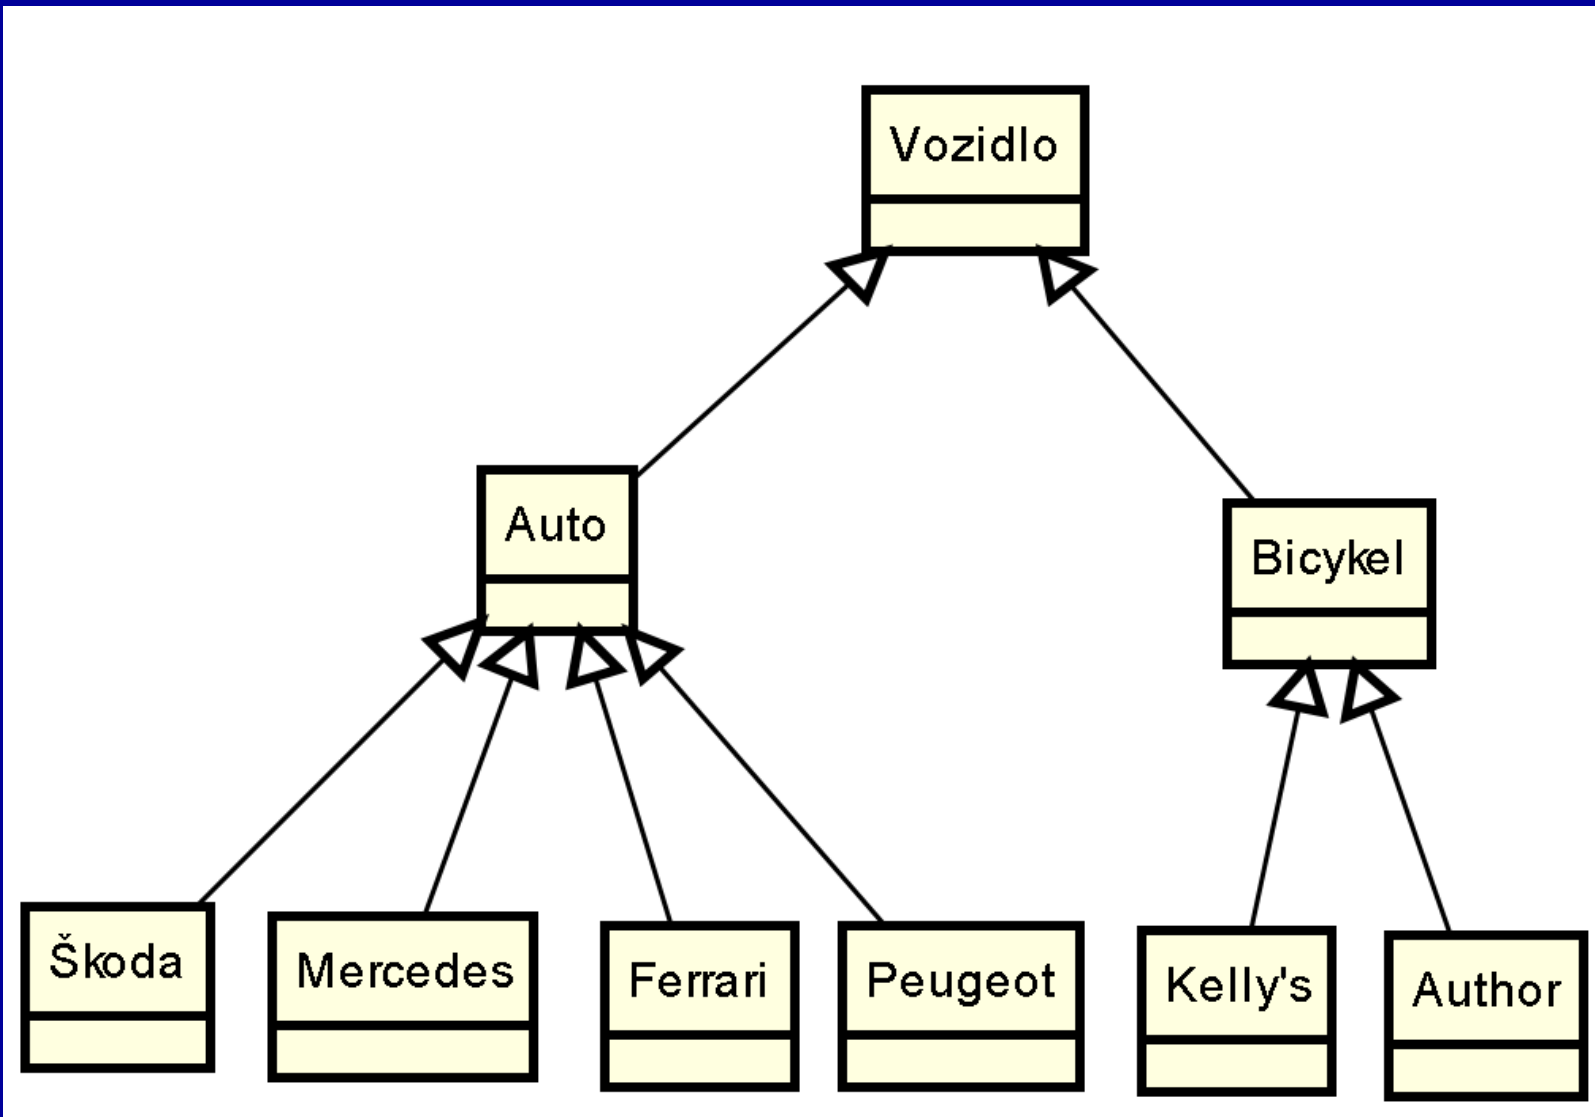 Vozidlo
Auto
Bicykel
Škoda
Mercedes
Ferrari
Peugeot
Kelly's
Author